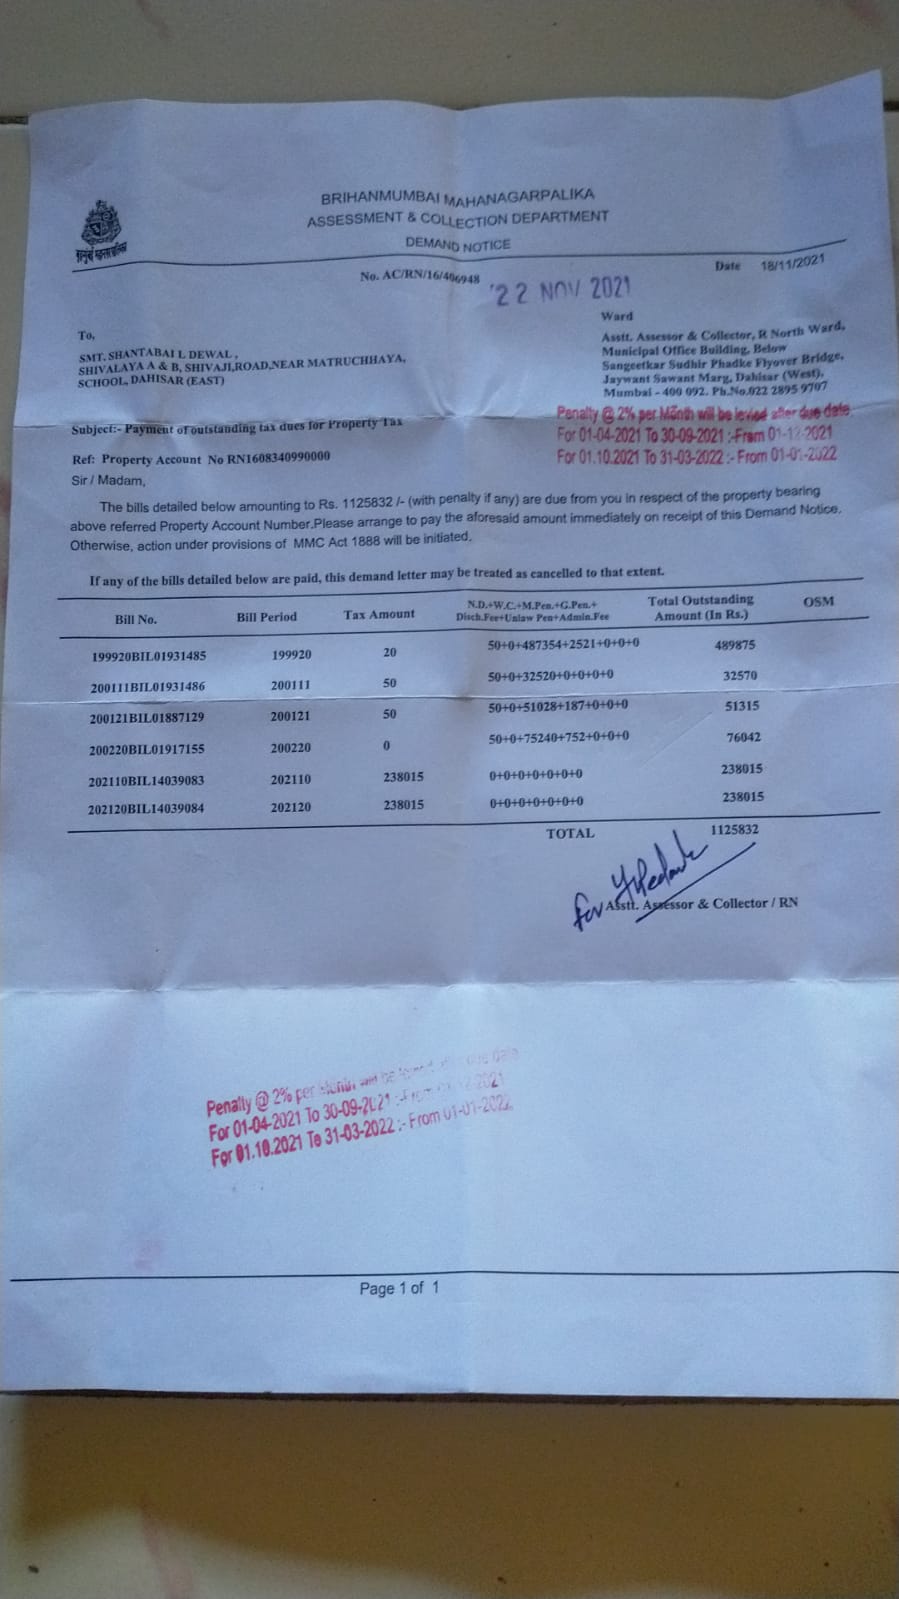 BRIHANMUMBAI MAHANAGARPALIKA
ASSESSMENT & COLLECTION DEPARTMENT
DEMAND NOTICE
No. AC/RN/16/406948
Date 18/11/2021
22 NOV 2021
To,
SMT. SHANTABAI L DEWAL ,
SHIVALAYA A & B, SHIVAJI,ROAD,NEAR MATRUCHHAYA,
SCHOOL, DAHISAR (EAST)
Ward
Asstt. Assessor & Collector, R North Ward,
Municipal Office Building, Below
Sangeetkar Sudhir Phadke Flyover Bridge,
Jaywant Sawant Marg, Dahisar (West),
Mumbai - 400 092. Ph.No.022 2895 9707
Penalty @ 2% per Month will be levied after due date
For 01-04-2021 To 30-09-2021 :-From 01-12-2021
For 01.10.2021 To 31-03-2022 :- From 01-01-2022
Subject:- Payment of outstanding tax dues for Property Tax
Ref: Property Account No RN1608340990000
Sir / Madam,
The bills detailed below amounting to Rs. 1125832 /- (with penalty if any) are due from you in respect of the property bearing
above referred Property Account Number.Please arrange to pay the aforesaid amount immediately on receipt of this Demand Notice.
Otherwise, action under provisions of MMC Act 1888 will be initiated.
If any of the bills detailed below are paid, this demand letter may be treated as cancelled to that extent.
Bill No. Bill Period Tax Amount N.D.+W.C.+M.Pen.+G.Pen.+ Total Outstanding OSM
Disch.Fee+Unlaw Pen+Admin.Fee Amount (In Rs.)
199920BIL01931485 199920 20 50+0+487354+2521+0+0+0 489875
200111BIL01931486 200111 50 50+0+32520+0+0+0+0 32570
200121BIL01887129 200121 50 50+0+51028+187+0+0+0 51315
200220BIL01917155 200220 0 50+0+75240+752+0+0+0 76042
202110BIL14039083 202110 238015 0+0+0+0+0+0+0 238015
202120BIL14039084 202120 238015 0+0+0+0+0+0+0 238015
TOTAL 1125832
for
Asstt. Assessor & Collector / RN
Penalty @ 2% per Month will be due date
For 01-04-2021 To 30-09-2021 :-From 2021
For 01.10.2021 To 31-03-2022 :- From 01-01-2022
Page 1 of 1